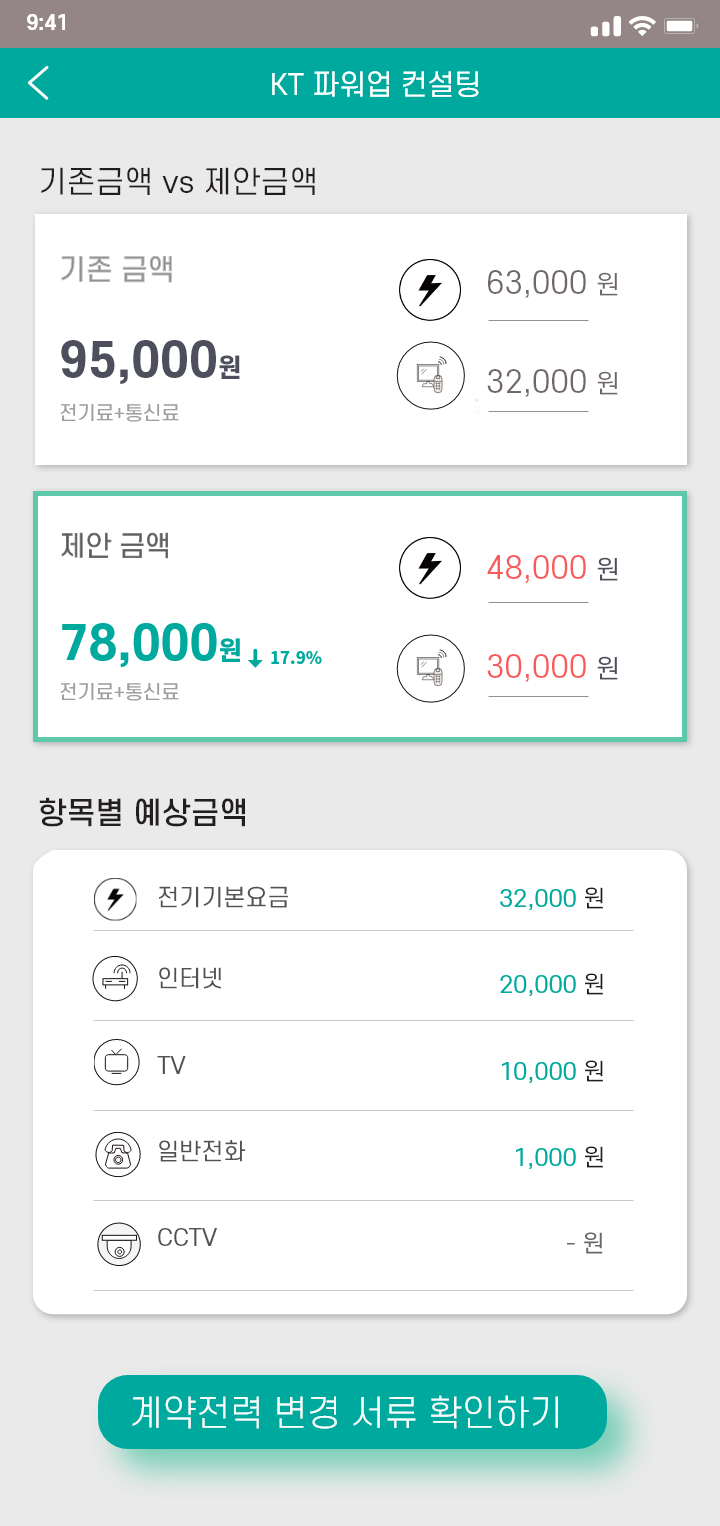 9:41
KT 파워업 컨설팅
기존금액 vs 제안금액
기존 금액
63,000 원
95,000원
32,000 원
전기료+통신료
제안 금액
48,000 원
78,000원 ↓ 17.9%
30,000 원
전기료+통신료
항목별 예상금액
전기기본요금 32,000 원
인터넷 20,000 원
TV 10,000 원
일반전화 1,000 원
CCTV - 원
계약전력 변경 서류 확인하기